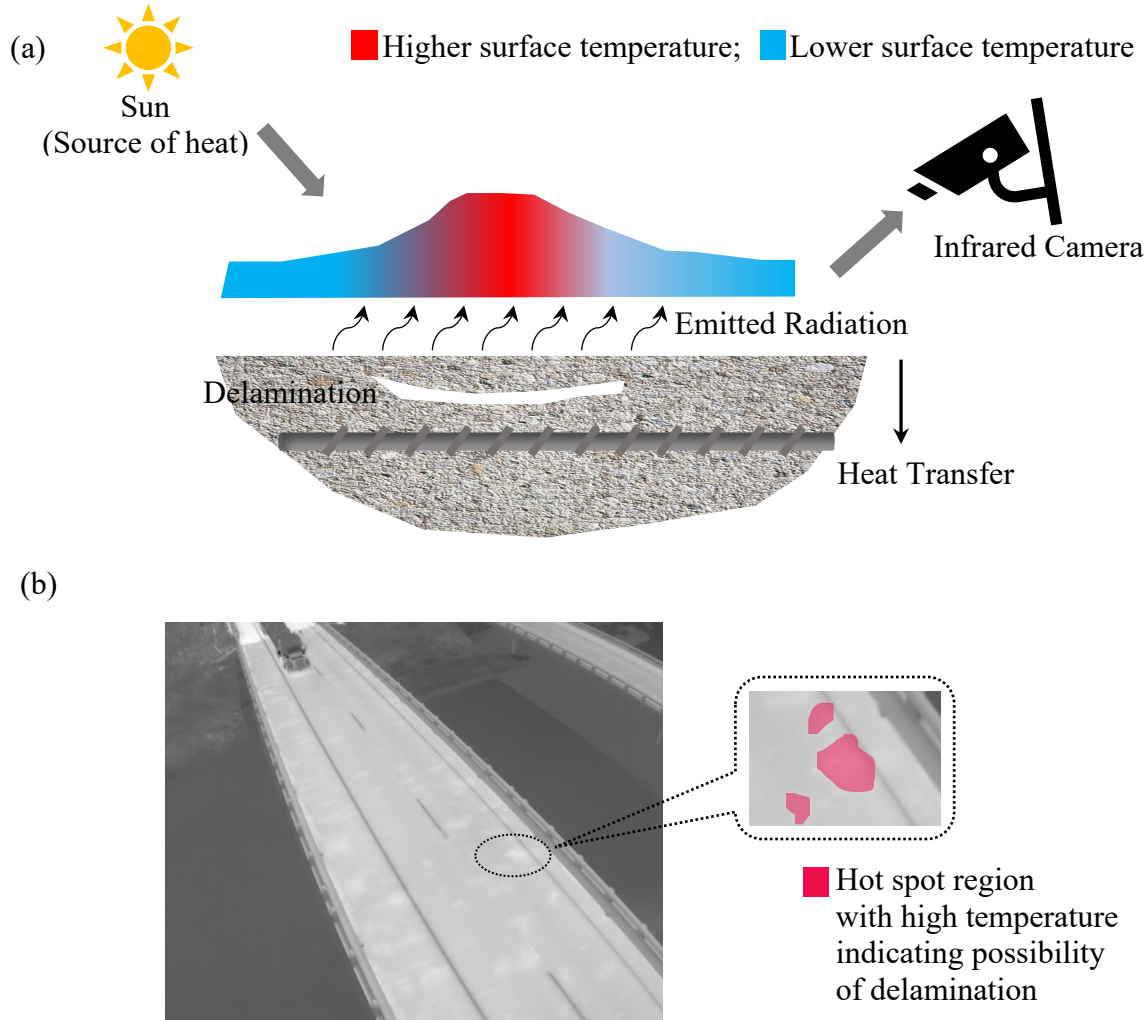 (a)
Higher surface temperature;
Lower surface temperature
Sun
(Source of heat)
Infrared Camera
Emitted Radiation
Delamination
Heat Transfer
(b)
Hot spot region
with high temperature
indicating possibility
of delamination